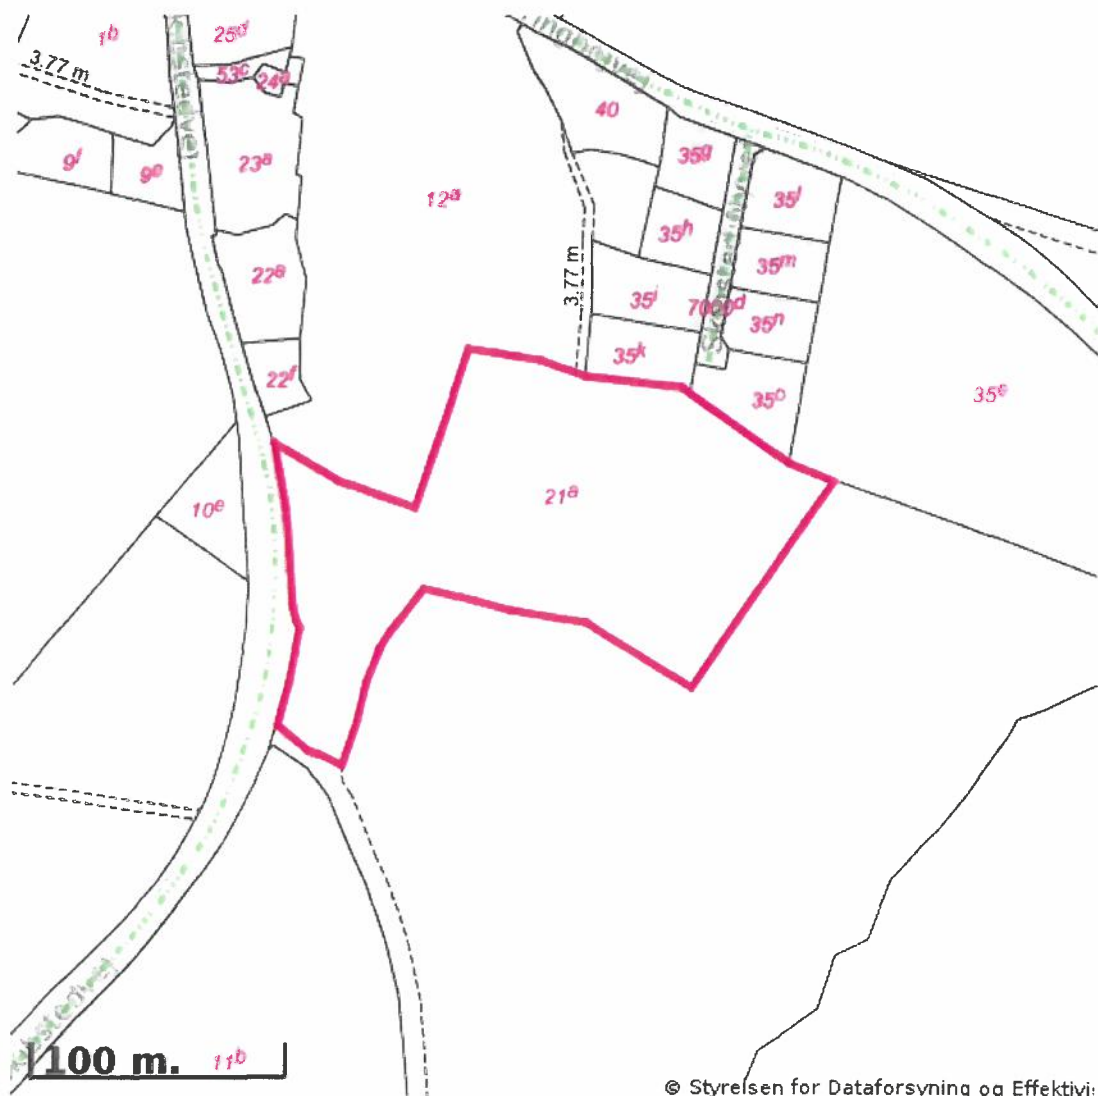 1b
25d
3.77 m
53c
24a
40
9f
9e
23a
35g
12a
35l
35h
35m
22a
3.77 m
35i
7000d
35n
35k
22f
35o
35e
21a
10e
100 m.
11b
© Styrelsen for Dataforsyning og Effektivi